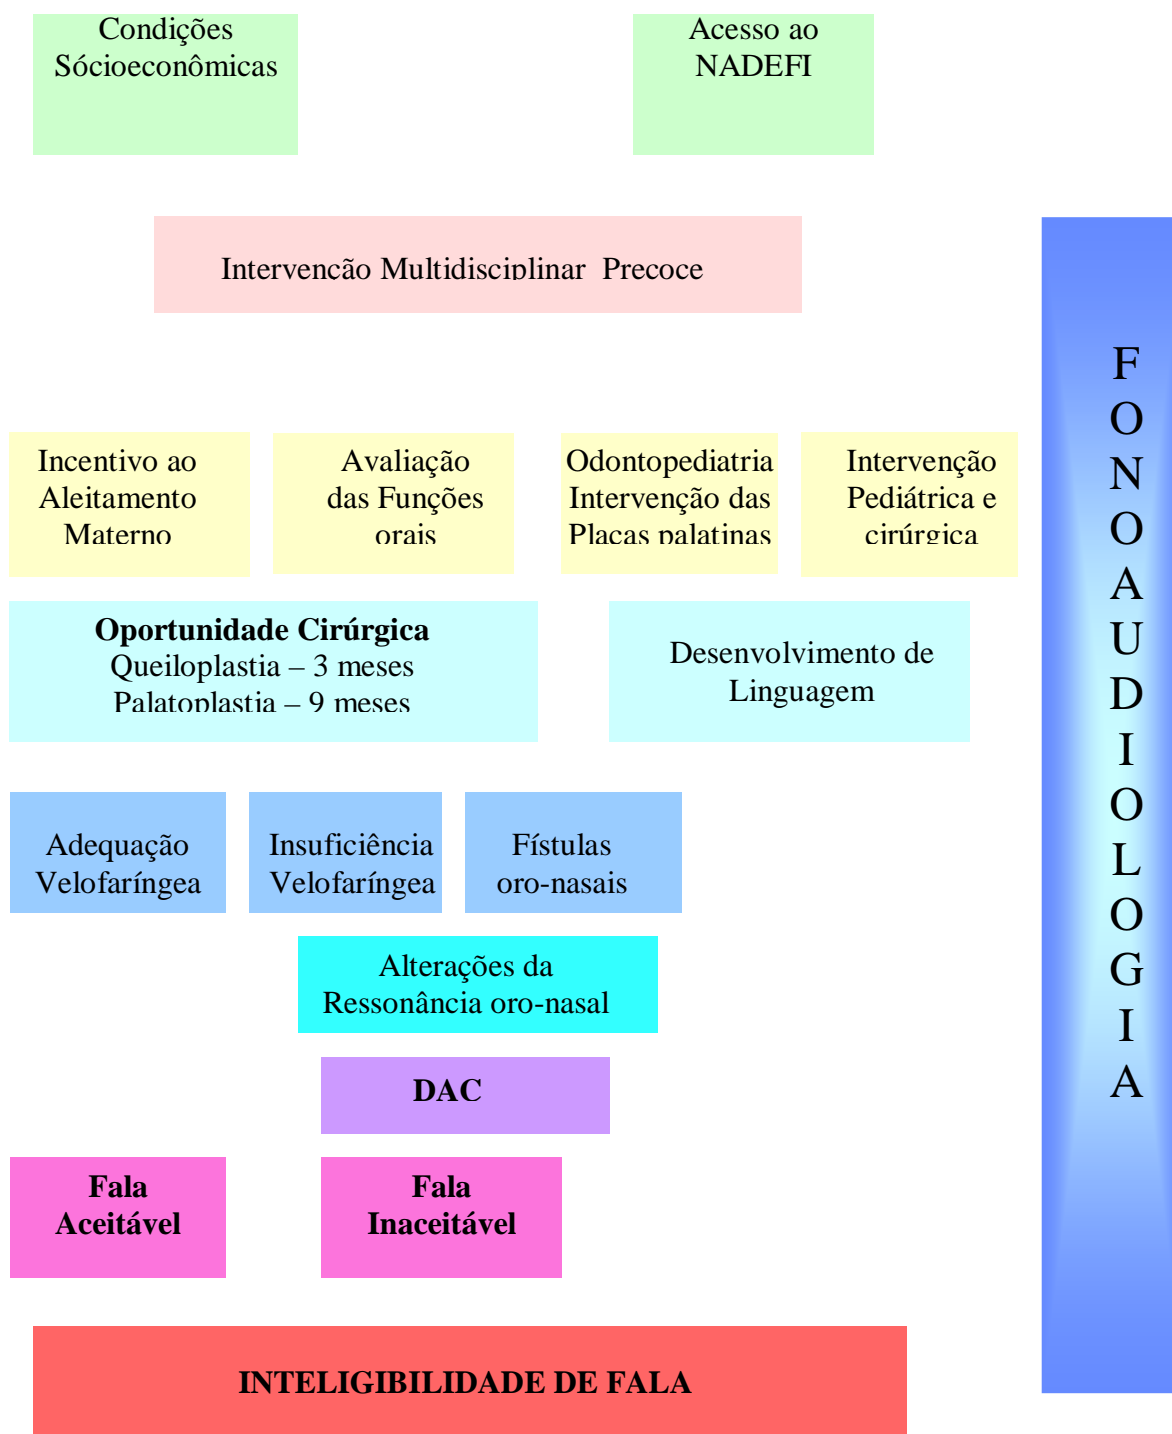 Condições
Sócioeconômicas
Acesso ao
NADEFI
Intervenção Multidisciplinar Precoce
Incentivo ao
Aleitamento
Materno
Avaliação
das Funções
orais
Odontopediatria
Intervenção das
Placas palatinas
Intervenção
Pediátrica e
cirúrgica
Oportunidade Cirúrgica
Queiloplastia – 3 meses
Palatoplastia – 9 meses
Desenvolvimento de
Linguagem
Adequação
Velofaríngea
Insuficiência
Velofaríngea
Fístulas
oro-nasais
Alterações da
Ressonância oro-nasal
DAC
Fala
Aceitável
Fala
Inaceitável
INTELIGIBILIDADE DE FALA
F
O
N
O
A
U
D
I
O
L
O
G
I
A